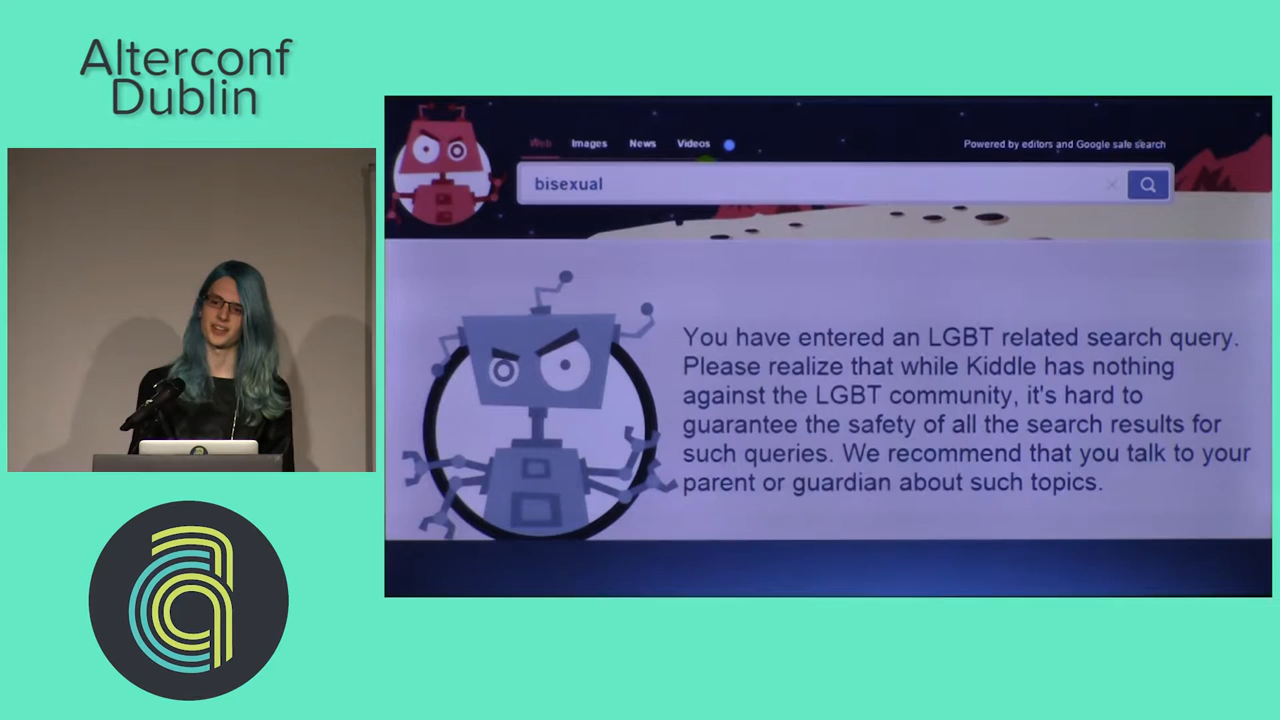 Alterconf
Dublin
Web Images News Videos
Powered by editors and Google safe search
bisexual
You have entered an LGBT related search query.
Please realize that while Kiddle has nothing
against the LGBT community, it's hard to
guarantee the safety of all the search results for
such queries. We recommend that you talk to your
parent or guardian about such topics.